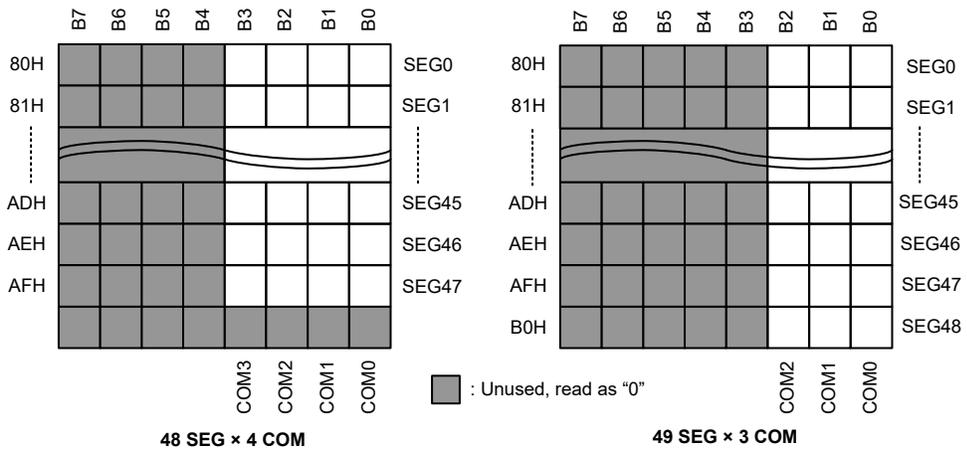 B7 B6 B5 B4 B3 B2 B1 B0
80H SEG0
81H SEG1
ADH SEG45
AEH SEG46
AFH SEG47
COM3 COM2 COM1 COM0
48 SEG × 4 COM
B7 B6 B5 B4 B3 B2 B1 B0
80H SEG0
81H SEG1
ADH SEG45
AEH SEG46
AFH SEG47
B0H SEG48
COM2 COM1 COM0
: Unused, read as “0”
49 SEG × 3 COM